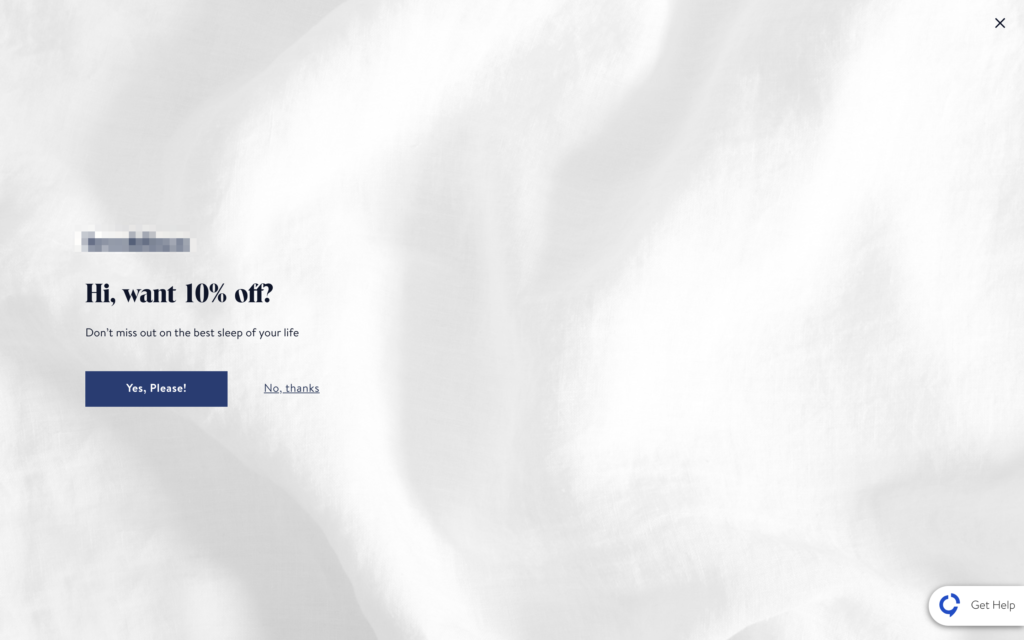 Hi, want 10% off?
Don't miss out on the best sleep of your life
Yes, Please!
No, thanks
Get Help